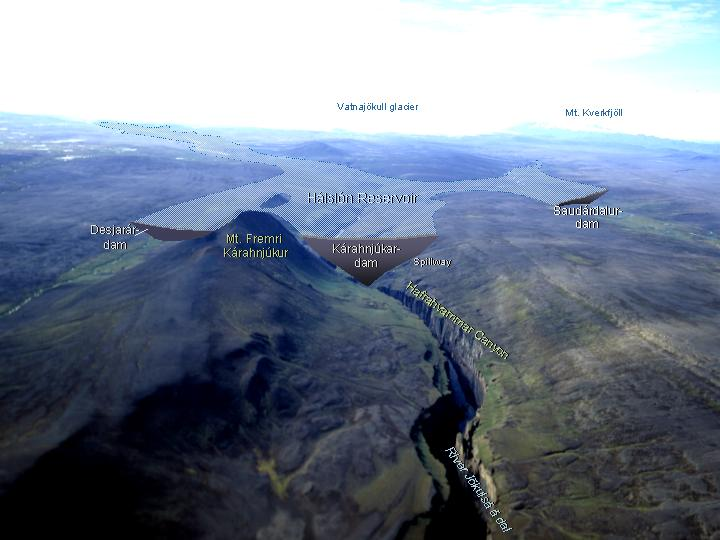 Vatnajökull glacier
Mt. Kverkfjöll
Hálslón Reservoir
Saudárdalur-
dam
Desjarár-
dam
Mt. Fremri
Kárahnjúkur
Kárahnjúkar-
dam
Spillway
Hafrahvammar Canyon
River Jökulsá á dal